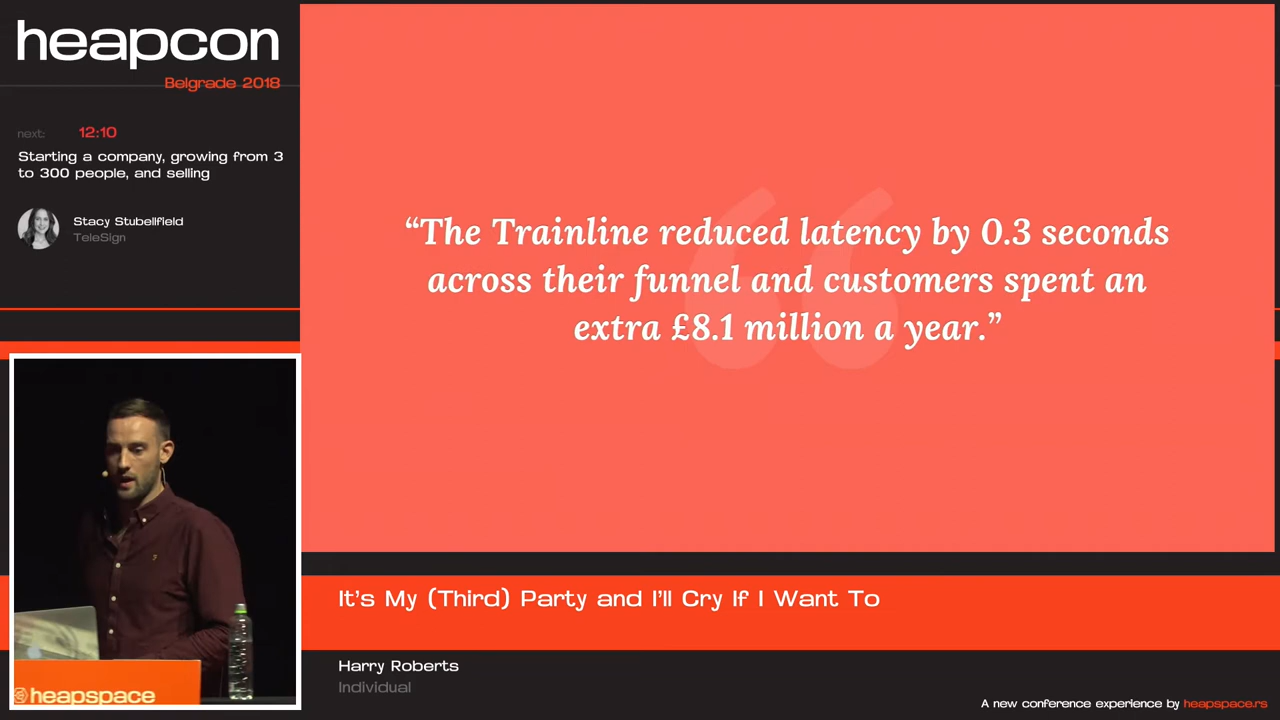 heapcon
Belgrade 2018
next: 12:10
Starting a company, growing from 3
to 300 people, and selling
Stacy Stubellfield
TeleSign
“The Trainline reduced latency by 0.3 seconds
across their funnel and customers spent an
extra £8.1 million a year.”
heapspace
It's My (Third) Party and I'll Cry If I Want To
Harry Roberts
Individual
A new conference experience by heapspace.rs